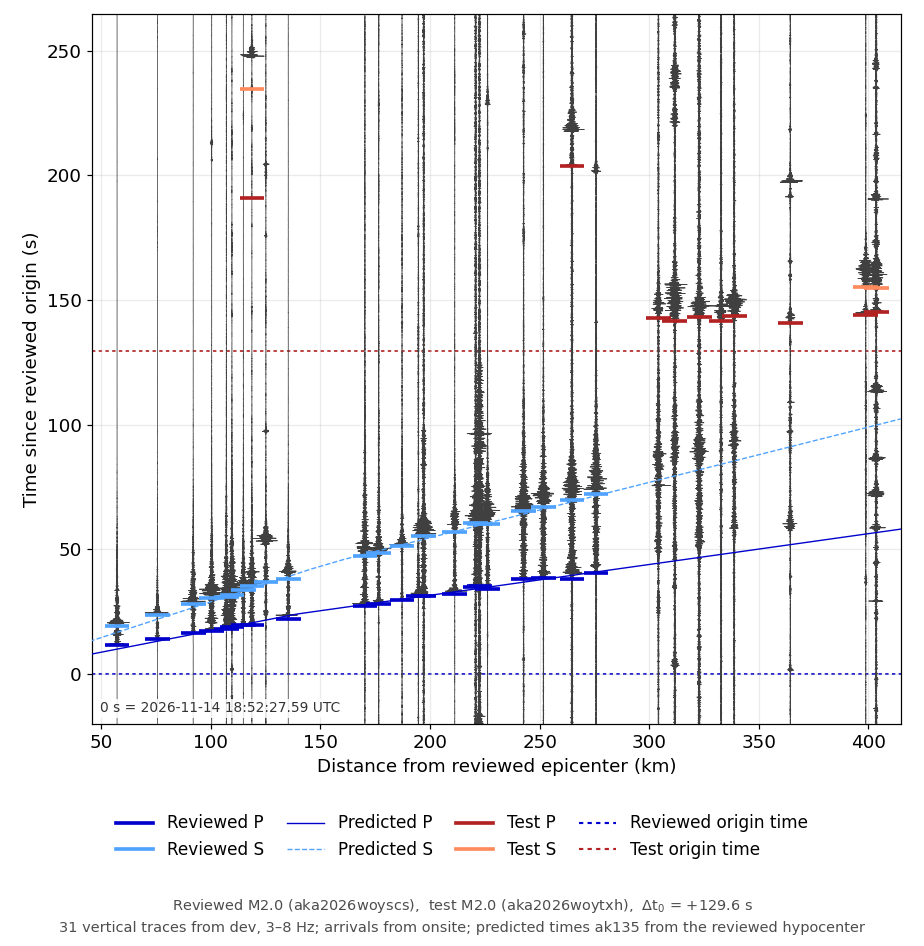 250
200
150
100
50
0
Time since reviewed origin (s)
0 s = 2026-11-14 18:52:27.59 UTC
50 100 150 200 250 300 350 400
Distance from reviewed epicenter (km)
Reviewed P Predicted P Test P Reviewed origin time
Reviewed S Predicted S Test S Test origin time
Reviewed M2.0 (aka2026woyscs), test M2.0 (aka2026woytxh), Δt₀ = +129.6 s
31 vertical traces from dev, 3–8 Hz; arrivals from onsite; predicted times ak135 from the reviewed hypocenter